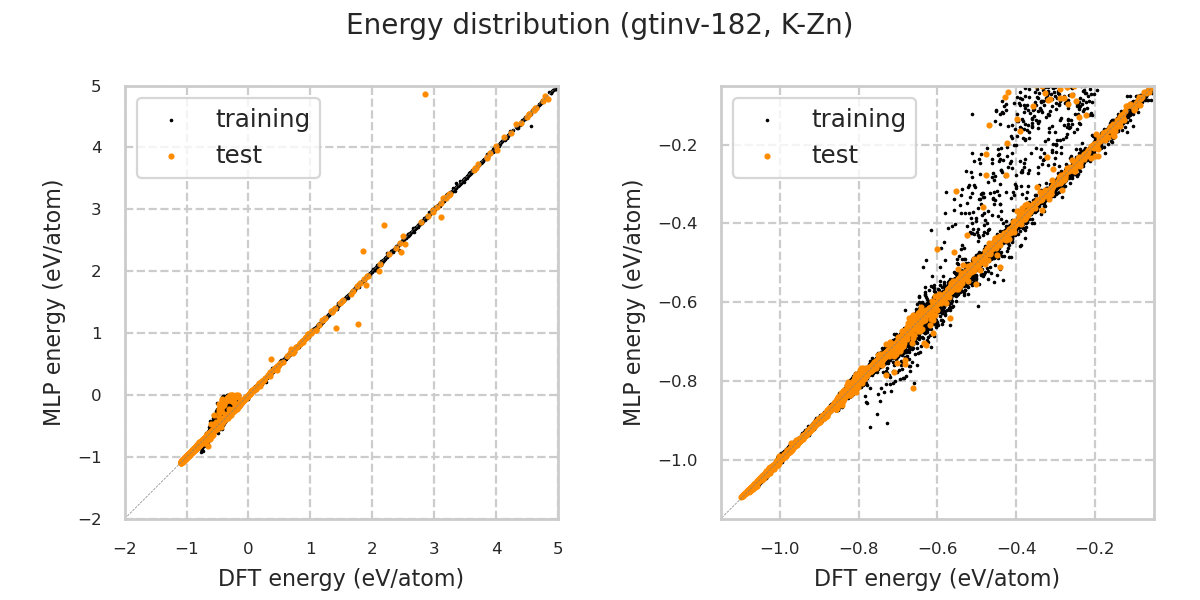 Energy distribution (gtinv-182, K-Zn)
training
test
5
4
3
2
1
0
−1
−2
−2
−1
0
1
2
3
4
5
MLP energy (eV/atom)
DFT energy (eV/atom)
training
test
−0.2
−0.4
−0.6
−0.8
−1.0
−1.0
−0.8
−0.6
−0.4
−0.2
MLP energy (eV/atom)
DFT energy (eV/atom)